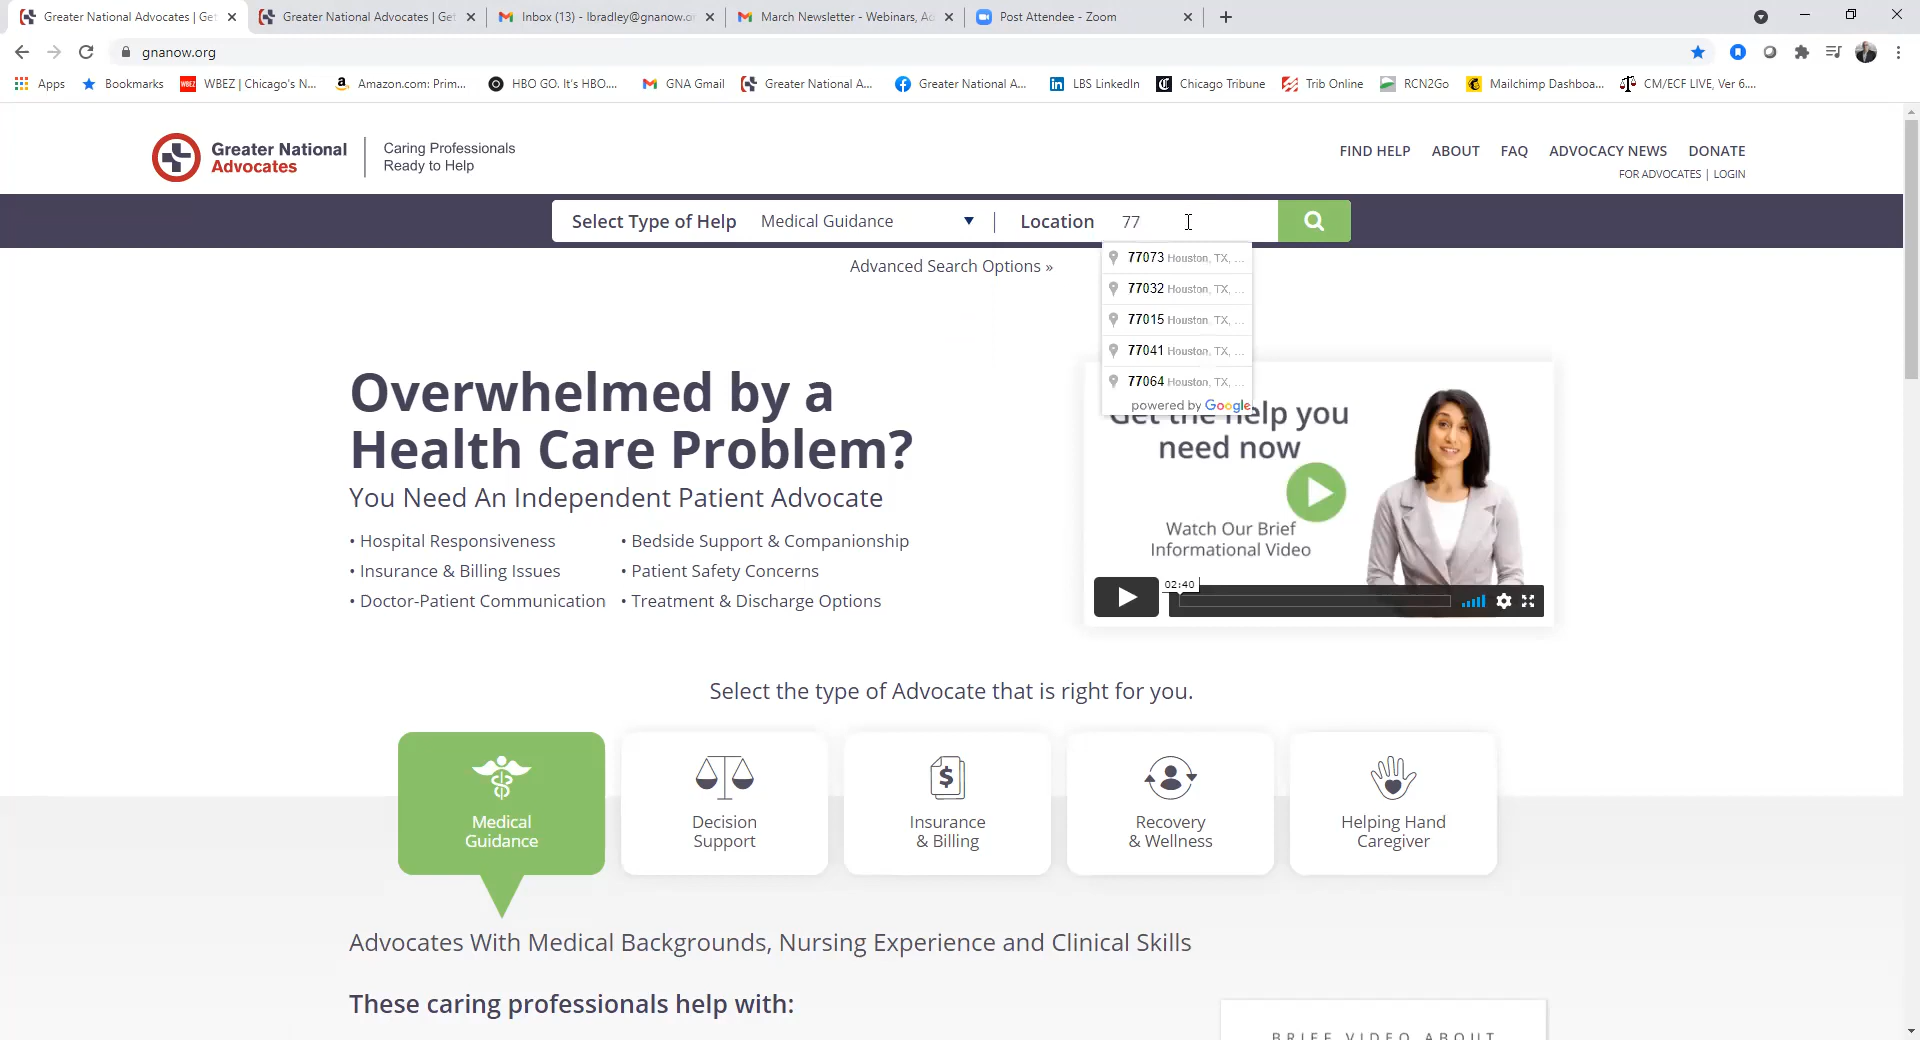 Greater National Advocates | Get
Greater National Advocates | Get
Inbox (13) - lbradley@gnanow.or
March Newsletter - Webinars, Ad
Post Attendee - Zoom
gnanow.org
Apps
Bookmarks
WBEZ | Chicago's N...
Amazon.com: Prim...
HBO GO. It's HBO....
GNA Gmail
Greater National A...
Greater National A...
LBS LinkedIn
Chicago Tribune
Trib Online
RCN2Go
Mailchimp Dashboa...
CM/ECF LIVE, Ver 6....
Greater National
Advocates
Caring Professionals
Ready to Help
FIND HELP ABOUT FAQ ADVOCACY NEWS DONATE
FOR ADVOCATES | LOGIN
Select Type of Help Medical Guidance Location 77
77073 Houston, TX, ...
77032 Houston, TX, ...
77015 Houston, TX, ...
77041 Houston, TX, ...
77064 Houston, TX, ...
powered by Google
Advanced Search Options »
Overwhelmed by a
Health Care Problem?
You Need An Independent Patient Advocate
• Hospital Responsiveness
• Insurance & Billing Issues
• Doctor-Patient Communication
• Bedside Support & Companionship
• Patient Safety Concerns
• Treatment & Discharge Options
Get the help you
need now
Watch Our Brief
Informational Video
02:40
Select the type of Advocate that is right for you.
Medical
Guidance
Decision
Support
Insurance
& Billing
Recovery
& Wellness
Helping Hand
Caregiver
Advocates With Medical Backgrounds, Nursing Experience and Clinical Skills
These caring professionals help with:
BRIEF VIDEO ABOUT